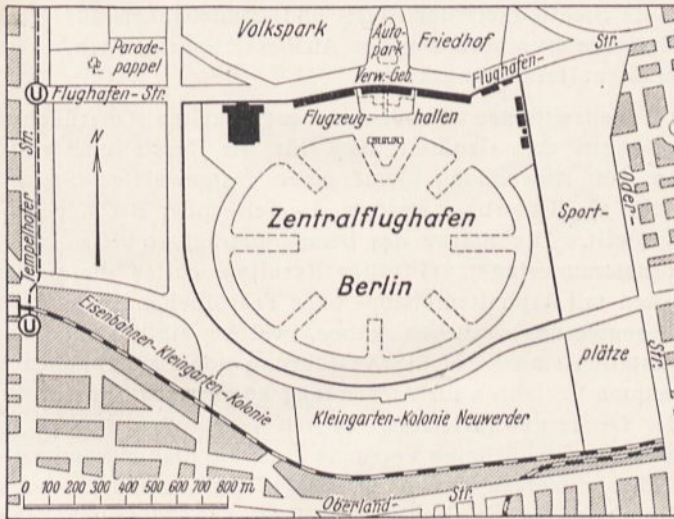 Volkspark
Auto-
park
Friedhof
Str.
Parade-
pappel
Verw.-Geb.
Flughafen-
U
Flughafen-Str.
Flugzeug-
hallen
Str.
N
Oder-
Sport-
Zentralflughafen
Berlin
Tempelhofer
U
Eisenbahner-Kleingarten-Kolonie
plätze
Str.
Kleingarten-Kolonie Neuwerder
0 100 200 300 400 500 600 700 800 m
Oberland-
Str.